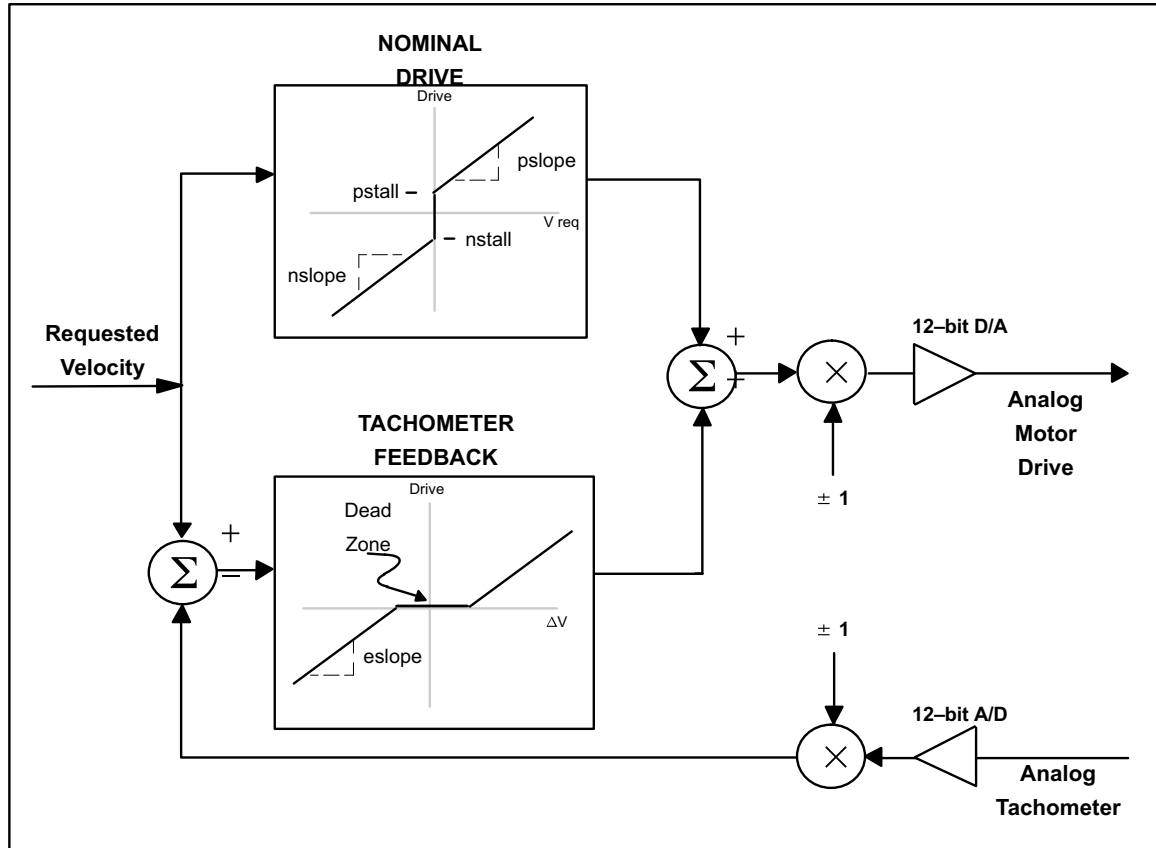 NOMINAL
DRIVE
Drive
pslope
pstall –
V req
– nstall
nslope
Requested
Velocity
12–bit D/A
+
Σ
+
×
Analog
Motor
Drive
± 1
TACHOMETER
FEEDBACK
Drive
Dead
Zone
+
Σ
–
ΔV
eslope
± 1
12–bit A/D
×
Analog
Tachometer